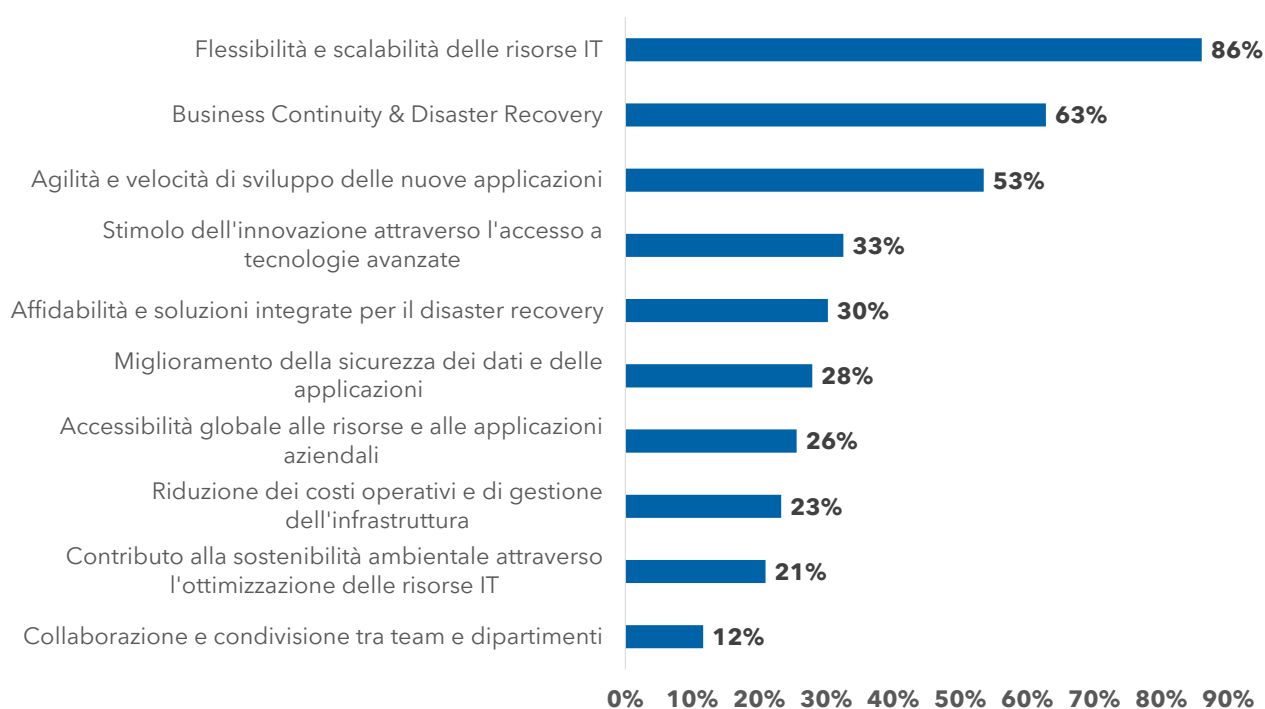 Flessibilità e scalabilità delle risorse IT
86%
Business Continuity & Disaster Recovery
63%
Agilità e velocità di sviluppo delle nuove applicazioni
53%
Stimolo dell'innovazione attraverso l'accesso a
tecnologie avanzate
33%
Affidabilità e soluzioni integrate per il disaster recovery
30%
Miglioramento della sicurezza dei dati e delle
applicazioni
28%
Accessibilità globale alle risorse e alle applicazioni
aziendali
26%
Riduzione dei costi operativi e di gestione
dell'infrastruttura
23%
Contributo alla sostenibilità ambientale attraverso
l'ottimizzazione delle risorse IT
21%
Collaborazione e condivisione tra team e dipartimenti
12%
0% 10% 20% 30% 40% 50% 60% 70% 80% 90%